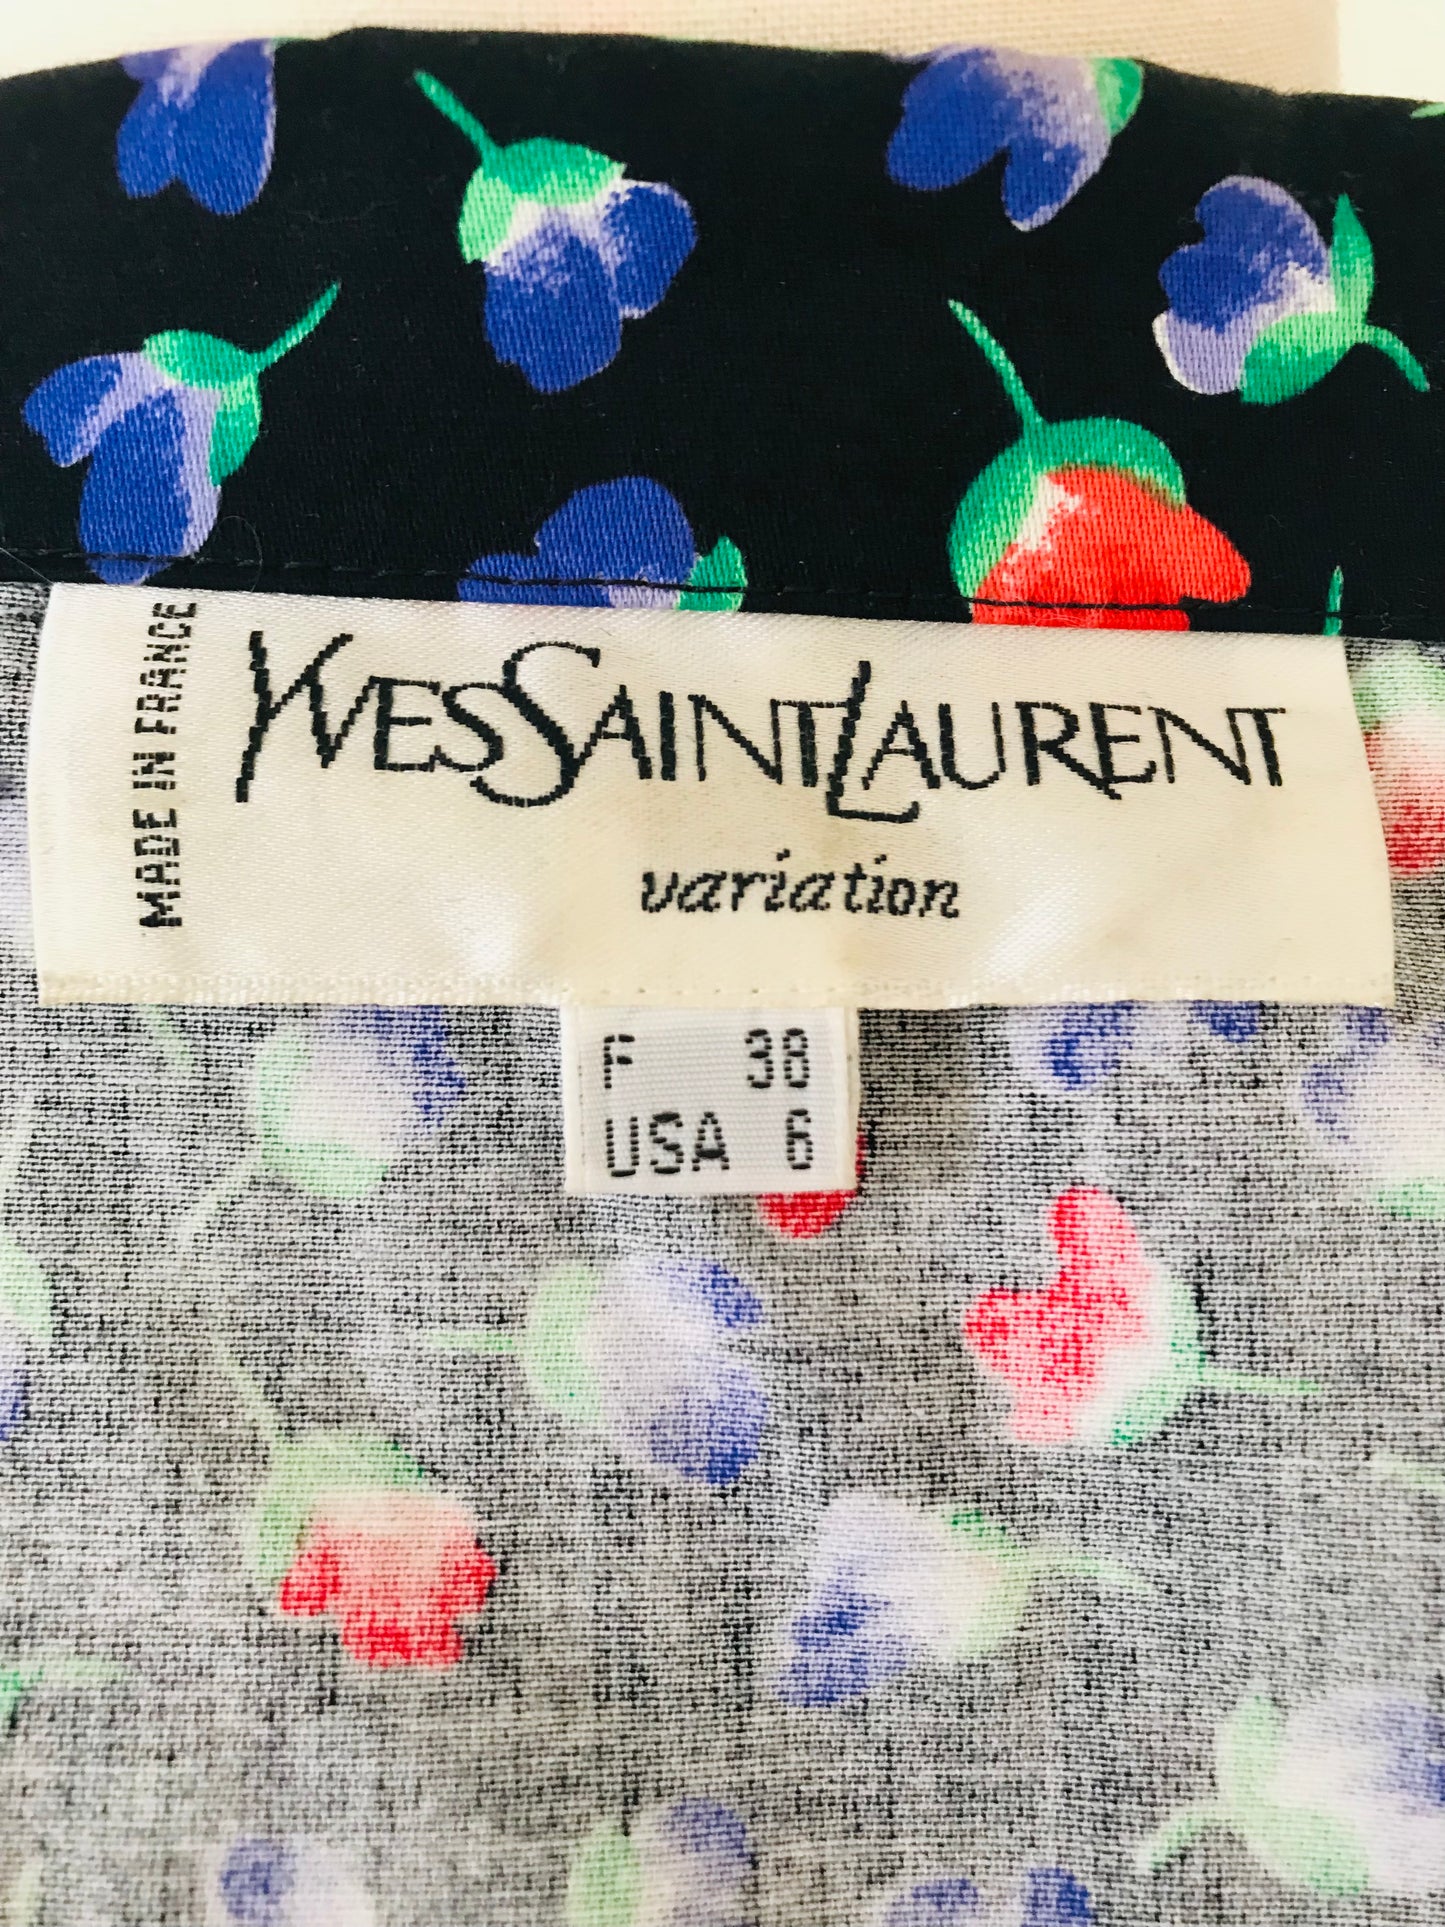 MADE IN FRANCE
YVES SAINT LAURENT
variation
F 38
USA 6